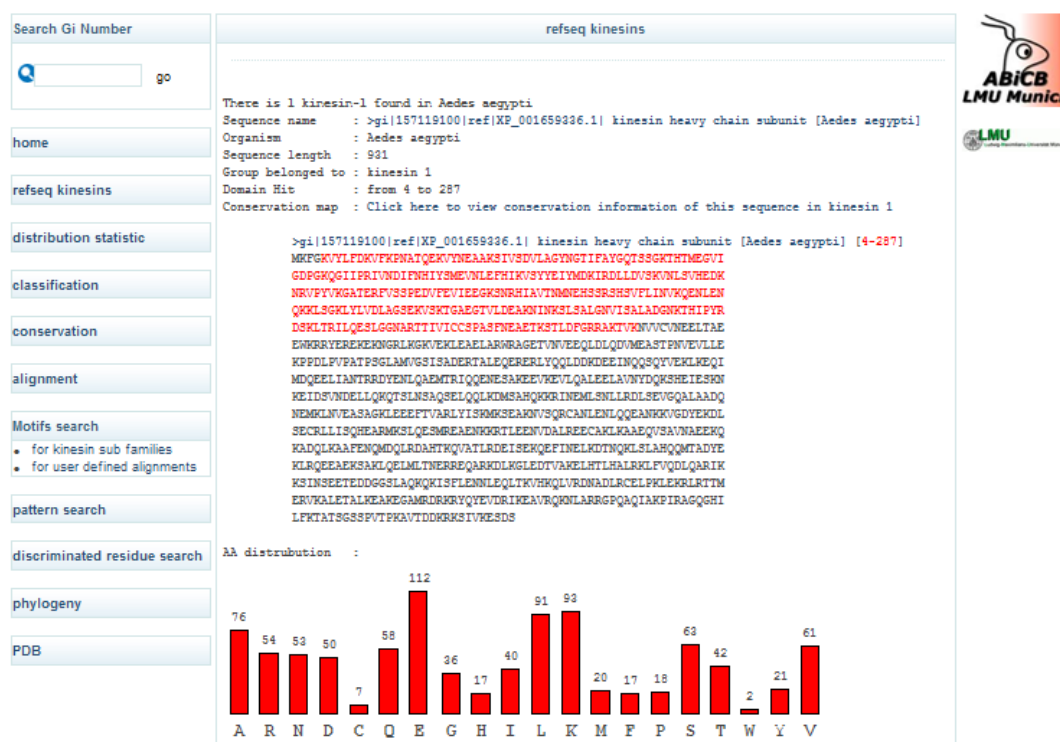 Search Gi Number
go
home
refseq kinesins
distribution statistic
classification
conservation
alignment
Motifs search
for kinesin sub families
for user defined alignments
pattern search
discriminated residue search
phylogeny
PDB
refseq kinesins
There is 1 kinesin-1 found in Aedes aegypti
Sequence name : >gi|157119100|ref|XP_001659336.1| kinesin heavy chain subunit [Aedes aegypti]
Organism : Aedes aegypti
Sequence length : 931
Group belonged to : kinesin 1
Domain Hit : from 4 to 287
Conservation map : Click here to view conservation information of this sequence in kinesin 1
>gi|157119100|ref|XP_001659336.1| kinesin heavy chain subunit [Aedes aegypti] [4-287]
MKFGKVYLFDKVFKPNATQEKVYNEAAKSIVSDVLAGYNGTIFAYGQTSSGKTHTMEGVI
GDPGKQGIIPRIVNDIFNHIYSMEVNLEFHIKVSYYEIYMDKIRDLLDVSKVNLSVHEDK
NRVPYVKGATERFVSSPEDVFEVIEEGKSNRHIAVTNMNEHSSRSHSVFLINVKQENLEN
QKKLSGKLYLVDLAGSEKVSKTGAEGTVLDEAKNINKSLSALGNVISALADGNKTHIPYR
DSKLTRILQESLGGNARTTIVICCSPASFNEAETKSTLDFGRRAKTVKNVVCVNEELTAE
EWKRRYEREKEKNGRLKGKVEKLEAELARWRAGETVNVEEQLDLQDVMEASTPNVEVLLE
KPPDLPVPATPSGLAMVGSISADERTALEQERERLYQQLDDKDEEINQQSQYVEKLKEQI
MDQEELIANTRRDYENLQAEMTRIQQENESAKEEVKEVLQALEELAVNYDQKSHEIESKN
KEIDSVNDELLQKQTSLNSAQSELQQLKDMSAHQKKRINEMLSNLLRDLSEVGQALAADQ
NEMKLNVEASAGKLEEEFTVARLYISKMKSEAKNVSQRCANLENLQQEANKKVGDYEKDL
SECRLLISQHEARMKSLQESMREAENKKRTLEENVDALREECAKLKAAEQVSAVNAEEKQ
KADQLKAAFENQMDQLRDAHTKQVATLRDEISEKQEFINELKDTNQKLSLAHQQMTADYE
KLRQEEAEKSAKLQELMLTNERREQARKDLKGLEDTVAKELHTLHALRKLFVQDLQARIK
KSINSEETEDDGGSLAQKQKISFLENNLEQLTKVHKQLVRDNADLRCELPKLEKRLRTTM
ERVKALETALKEAKEGAMRDRKRYQYEVDRIKEAVRQKNLARRGPQAQIAKPIRAGQGHI
LFKTATSGSSPVTPKAVTDDKRKSIVKESDS
AA distrubution :
76 54 53 50 7 58 112 36 17 40 91 93 20 17 18 63 42 2 21 61
A R N D C Q E G H I L K M F P S T W Y V
ABiCB
LMU Munic
LMU